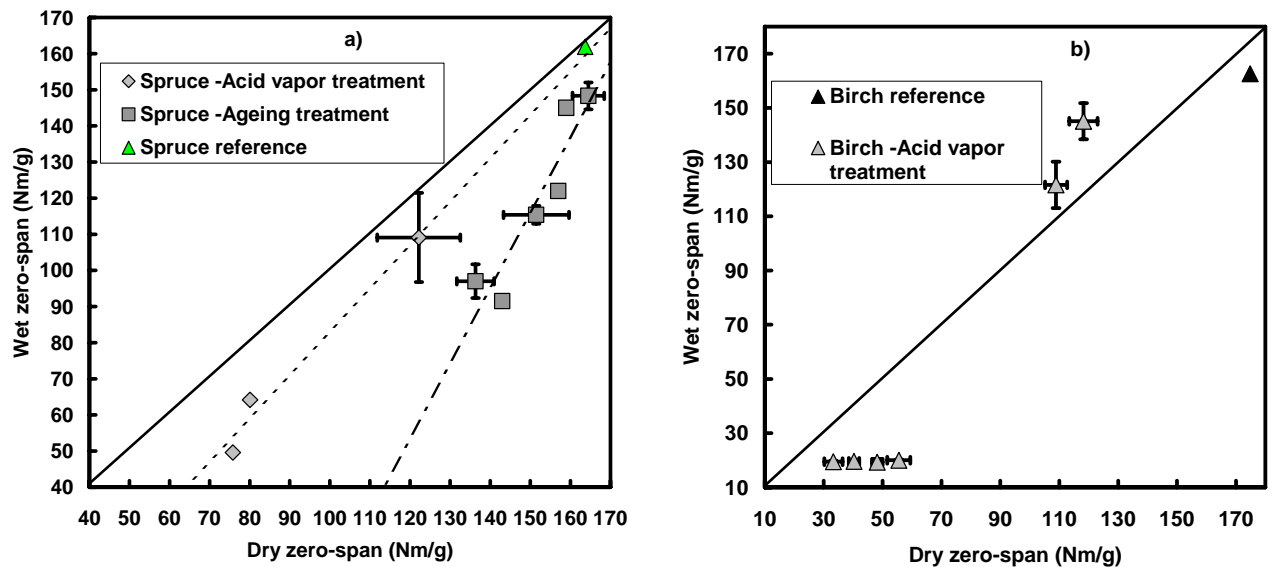 a)
Spruce -Acid vapor treatment
Spruce -Ageing treatment
Spruce reference
Wet zero-span (Nm/g)
170
160
150
140
130
120
110
100
90
80
70
60
50
40
40 50 60 70 80 90 100 110 120 130 140 150 160 170
Dry zero-span (Nm/g)
b)
Birch reference
Birch -Acid vapor
treatment
Wet zero-span (Nm/g)
170
150
130
110
90
70
50
30
10
10 30 50 70 90 110 130 150 170
Dry zero-span (Nm/g)